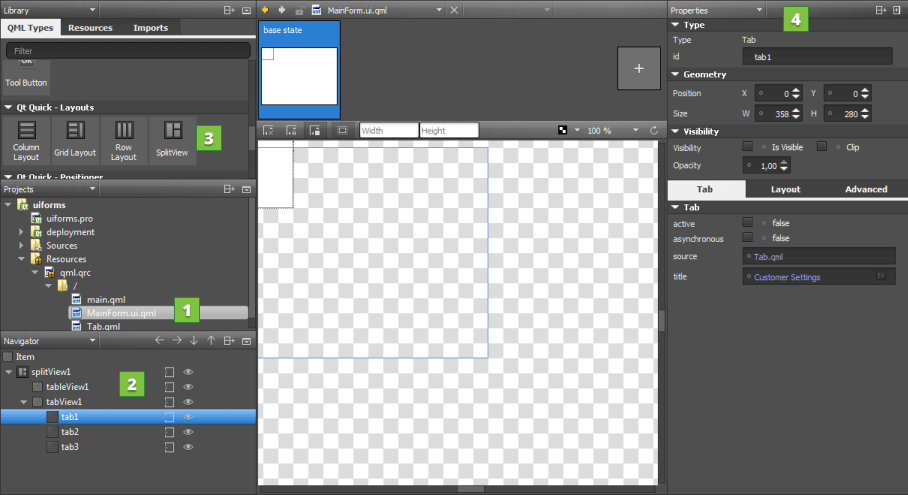 Library
QML Types Resources Imports
Filter
Tool Button
Qt Quick - Layouts
Column Layout
Grid Layout
Row Layout
SplitView
3
Qt Quick - Positioner
Projects
uiforms
uiforms.pro
deployment
Sources
Resources
qml.qrc
/
main.qml
MainForm.ui.qml
1
Tab.qml
Navigator
Item
splitView1
tableView1
2
tabView1
tab1
tab2
tab3
MainForm.ui.qml
base state
+
Width Height 100 %
Properties
4
Type
Type Tab
id tab1
Geometry
Position X 0 Y 0
Size W 358 H 280
Visibility
Visibility Is Visible Clip
Opacity 1,00
Tab Layout Advanced
Tab
active false
asynchronous false
source Tab.qml
title Customer Settings